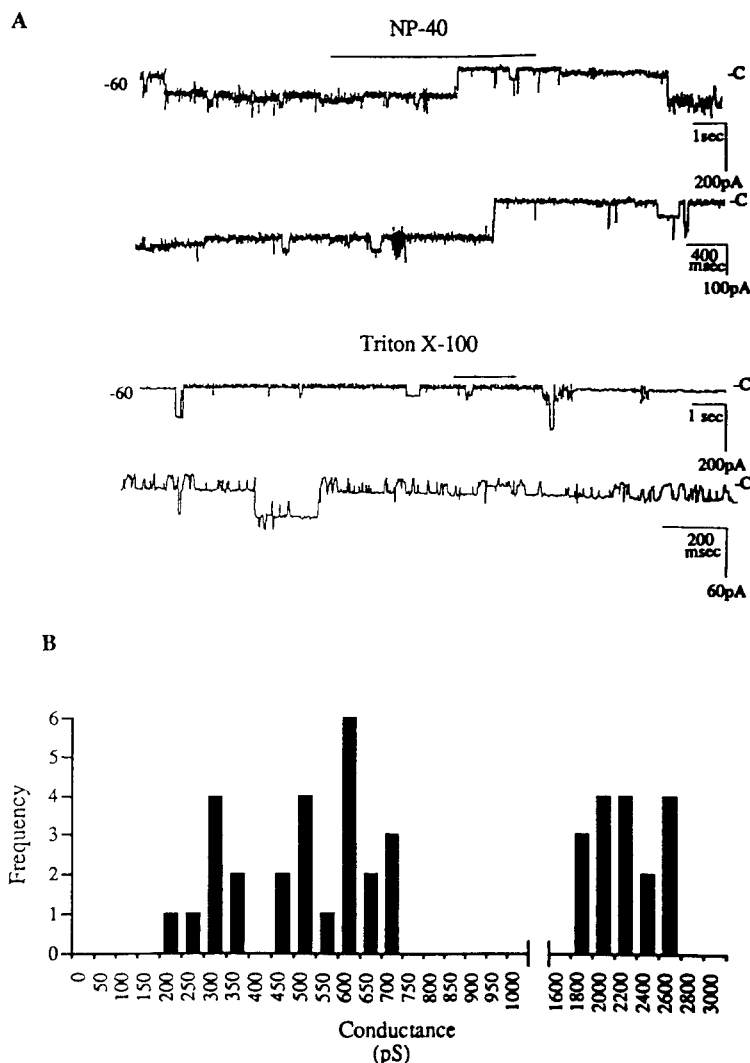 A
NP-40
-60
-C
1sec
200pA
-C
400
msec
100pA
Triton X-100
-60
-C
1 sec
200pA
-C
200
msec
60pA
B
Frequency
6
5
4
3
2
1
0
0
50
100
150
200
250
300
350
400
450
500
550
600
650
700
750
800
850
900
950
1000
1600
1800
2000
2200
2400
2600
2800
3000
Conductance
(pS)